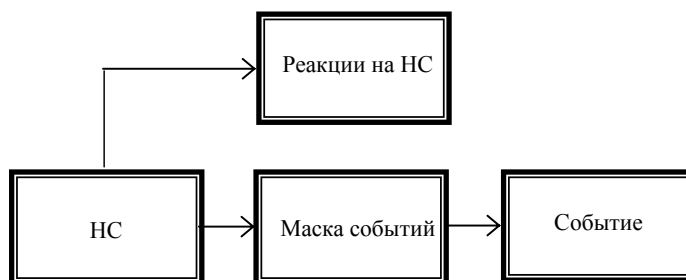 Реакции на НС
НС
Маска событий
Событие